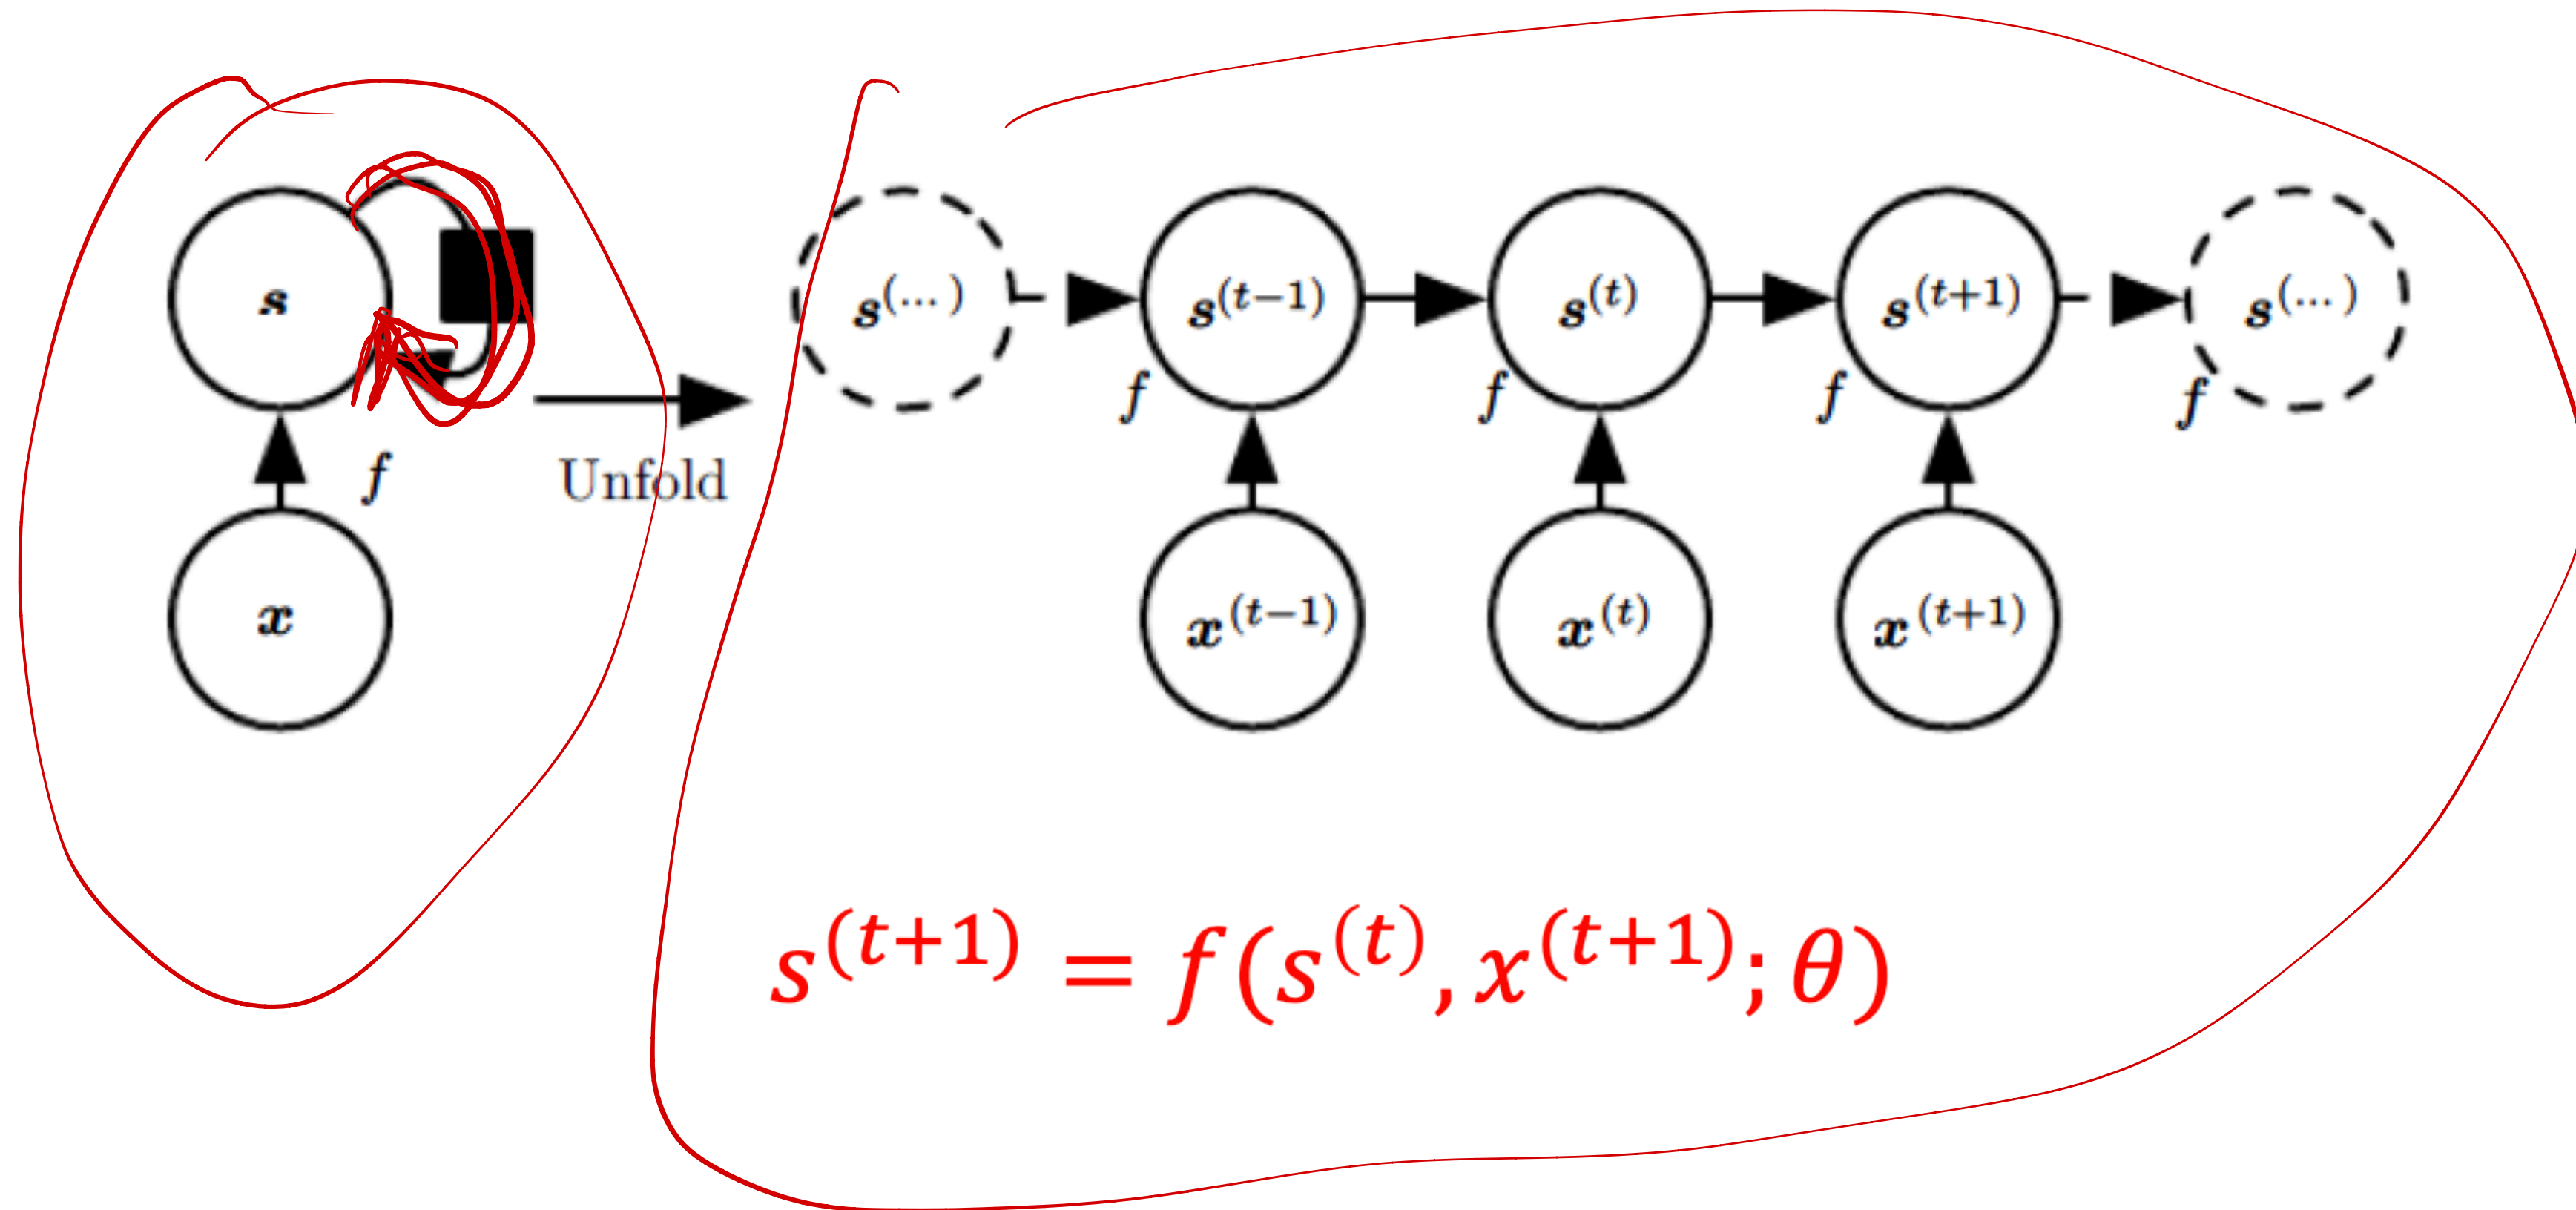 s s^(...) s^(t−1) s^(t) s^(t+1) s^(...)
f f f f
f Unfold
x x^(t−1) x^(t) x^(t+1)
s^(t+1) = f(s^(t), x^(t+1); θ)